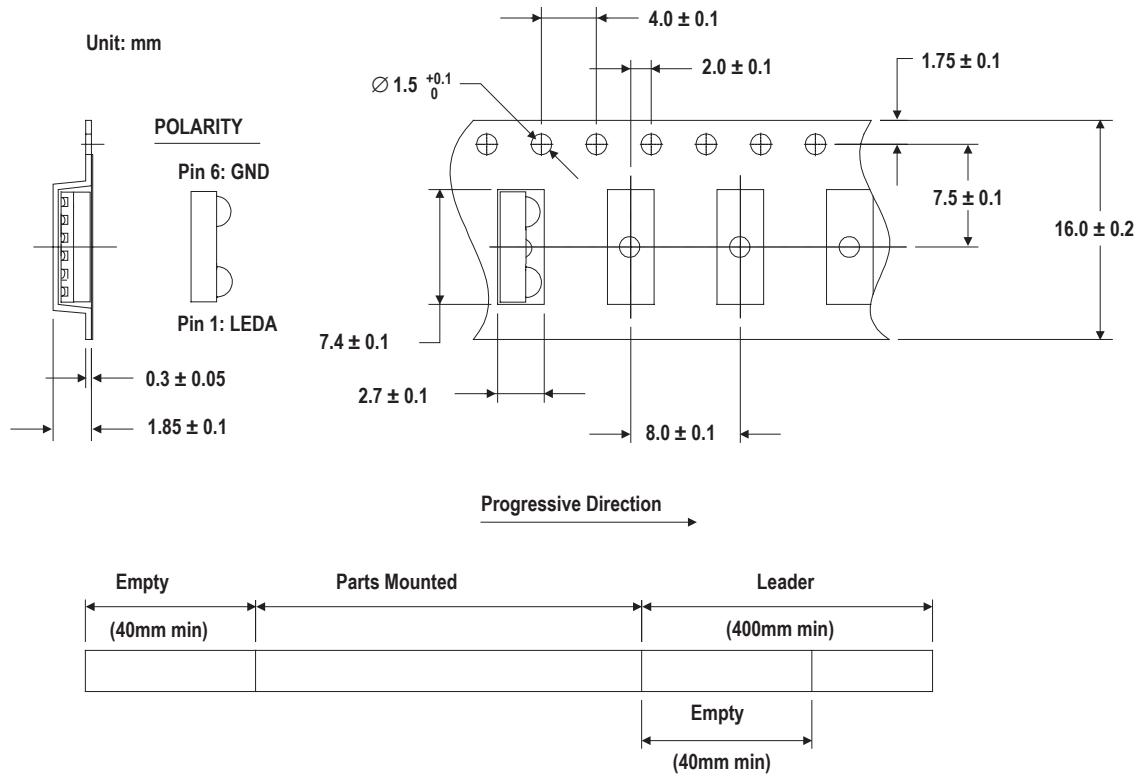 Unit: mm
4.0 ± 0.1
2.0 ± 0.1
1.75 ± 0.1
∅ 1.5 +0.1 0
POLARITY
Pin 6: GND
7.5 ± 0.1
16.0 ± 0.2
Pin 1: LEDA
7.4 ± 0.1
0.3 ± 0.05
2.7 ± 0.1
1.85 ± 0.1
8.0 ± 0.1
Progressive Direction
Empty
Parts Mounted
Leader
(40mm min)
(400mm min)
Empty
(40mm min)